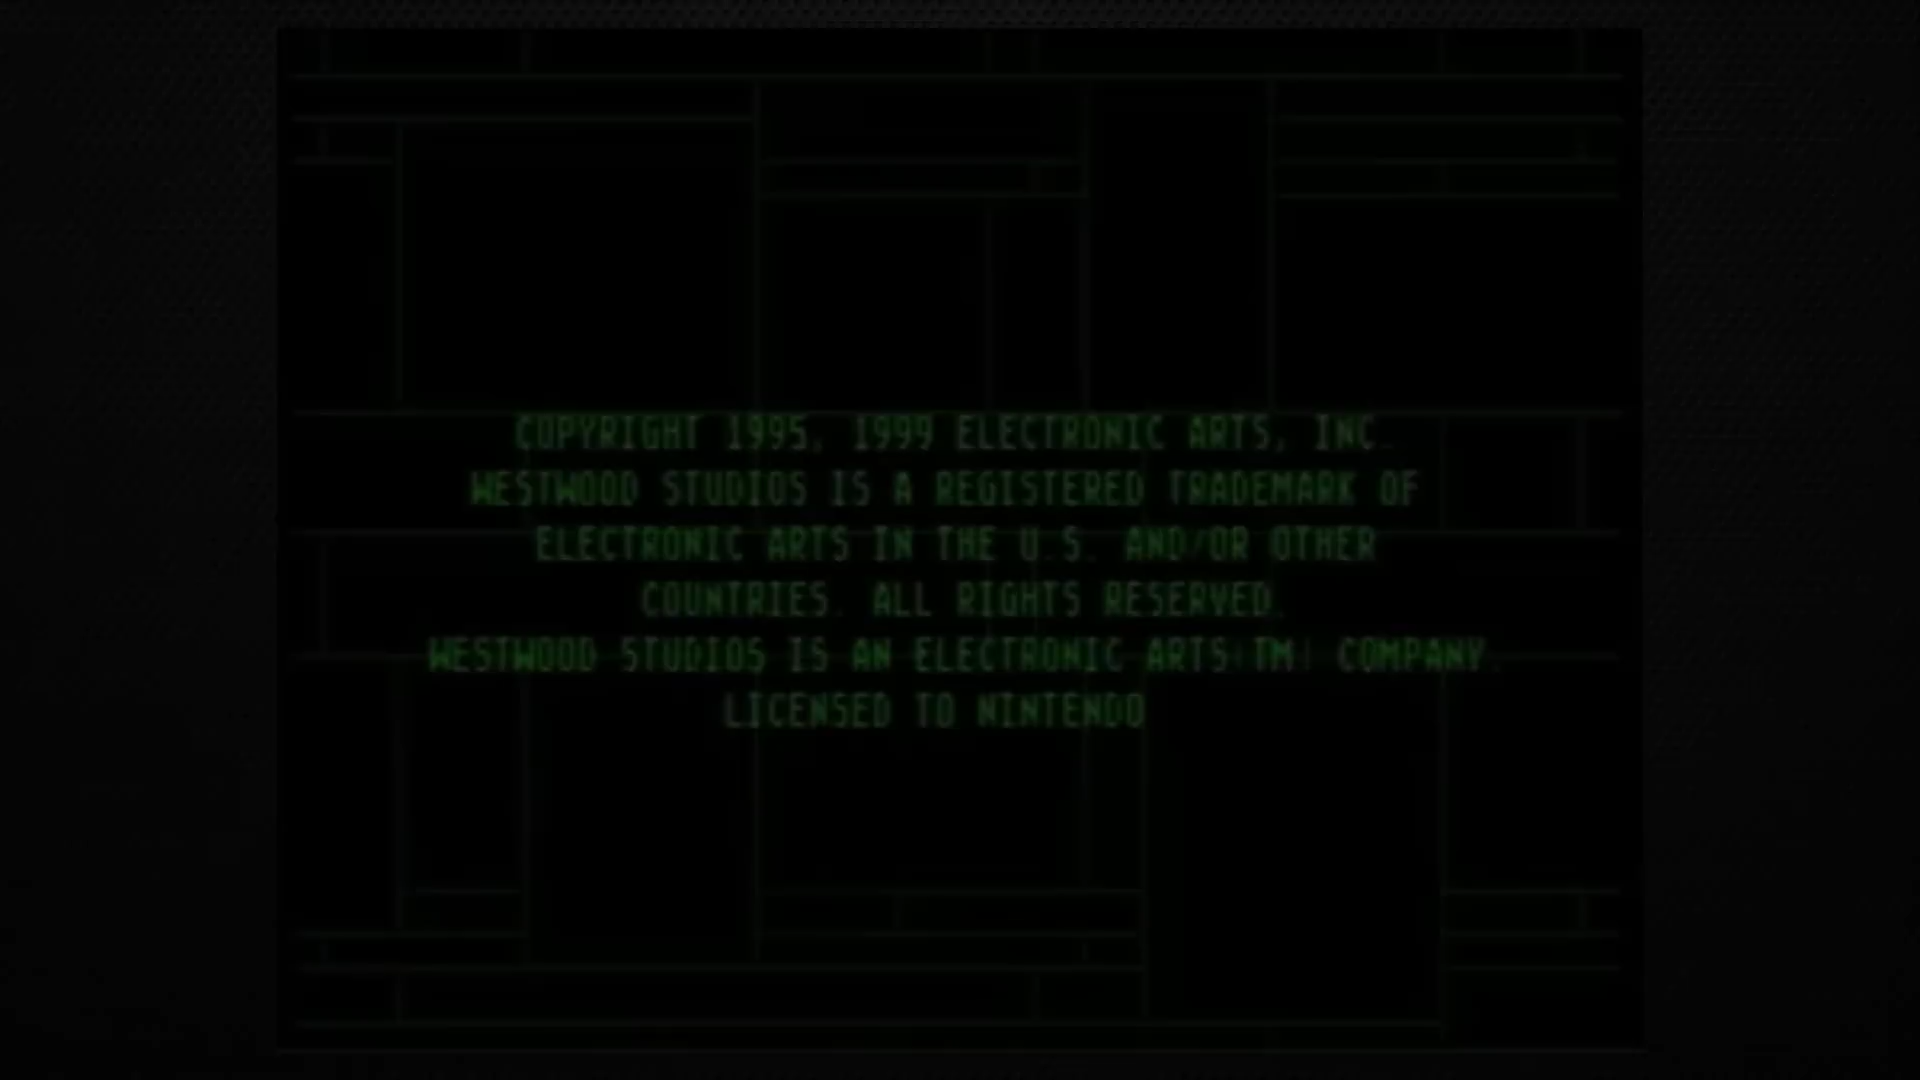 COPYRIGHT 1995, 1999 ELECTRONIC ARTS, INC.
WESTWOOD STUDIOS IS A REGISTERED TRADEMARK OF
ELECTRONIC ARTS IN THE U.S. AND/OR OTHER
COUNTRIES. ALL RIGHTS RESERVED.
WESTWOOD STUDIOS IS AN ELECTRONIC ARTS(TM) COMPANY.
LICENSED TO NINTENDO